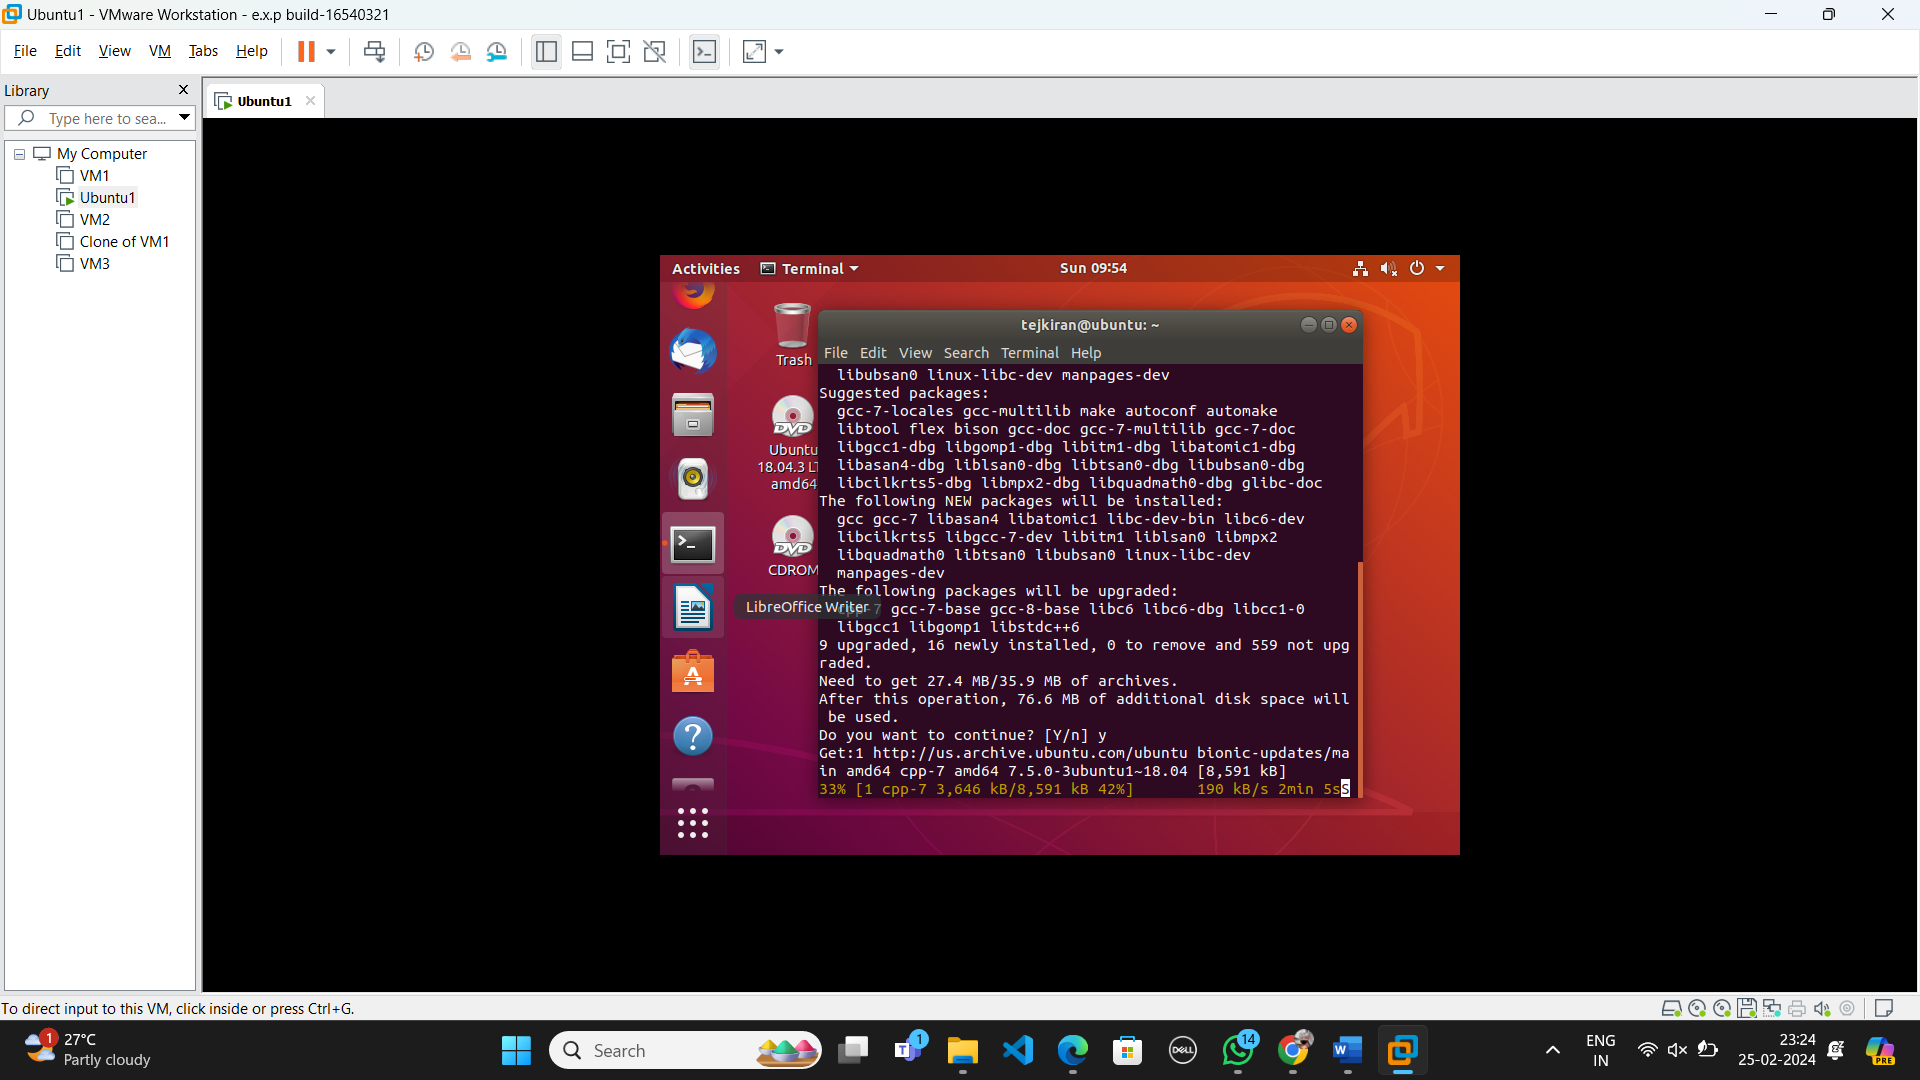 Ubuntu1 - VMware Workstation - e.x.p build-16540321
File Edit View VM Tabs Help
Library
Type here to sea...
My Computer
VM1
Ubuntu1
VM2
Clone of VM1
VM3
Ubuntu1
Activities Terminal Sun 09:54
Trash
Ubuntu
18.04.3 LT
amd64
CDROM
LibreOffice Writer
tejkiran@ubuntu: ~
File Edit View Search Terminal Help
libubsan0 linux-libc-dev manpages-dev
Suggested packages:
gcc-7-locales gcc-multilib make autoconf automake
libtool flex bison gcc-doc gcc-7-multilib gcc-7-doc
libgcc1-dbg libgomp1-dbg libitm1-dbg libatomic1-dbg
libasan4-dbg liblsan0-dbg libtsan0-dbg libubsan0-dbg
libcilkrts5-dbg libmpx2-dbg libquadmath0-dbg glibc-doc
The following NEW packages will be installed:
gcc gcc-7 libasan4 libatomic1 libc-dev-bin libc6-dev
libcilkrts5 libgcc-7-dev libitm1 liblsan0 libmpx2
libquadmath0 libtsan0 libubsan0 linux-libc-dev
manpages-dev
The following packages will be upgraded:
cpp-7 gcc-7-base gcc-8-base libc6 libc6-dbg libcc1-0
libgcc1 libgomp1 libstdc++6
9 upgraded, 16 newly installed, 0 to remove and 559 not upg
raded.
Need to get 27.4 MB/35.9 MB of archives.
After this operation, 76.6 MB of additional disk space will
be used.
Do you want to continue? [Y/n] y
Get:1 http://us.archive.ubuntu.com/ubuntu bionic-updates/ma
in amd64 cpp-7 amd64 7.5.0-3ubuntu1~18.04 [8,591 kB]
33% [1 cpp-7 3,646 kB/8,591 kB 42%] 190 kB/s 2min 5sS
To direct input to this VM, click inside or press Ctrl+G.
1
27°C
Partly cloudy
Search
1
DELL
14
ENG
IN
23:24
25-02-2024
PRE